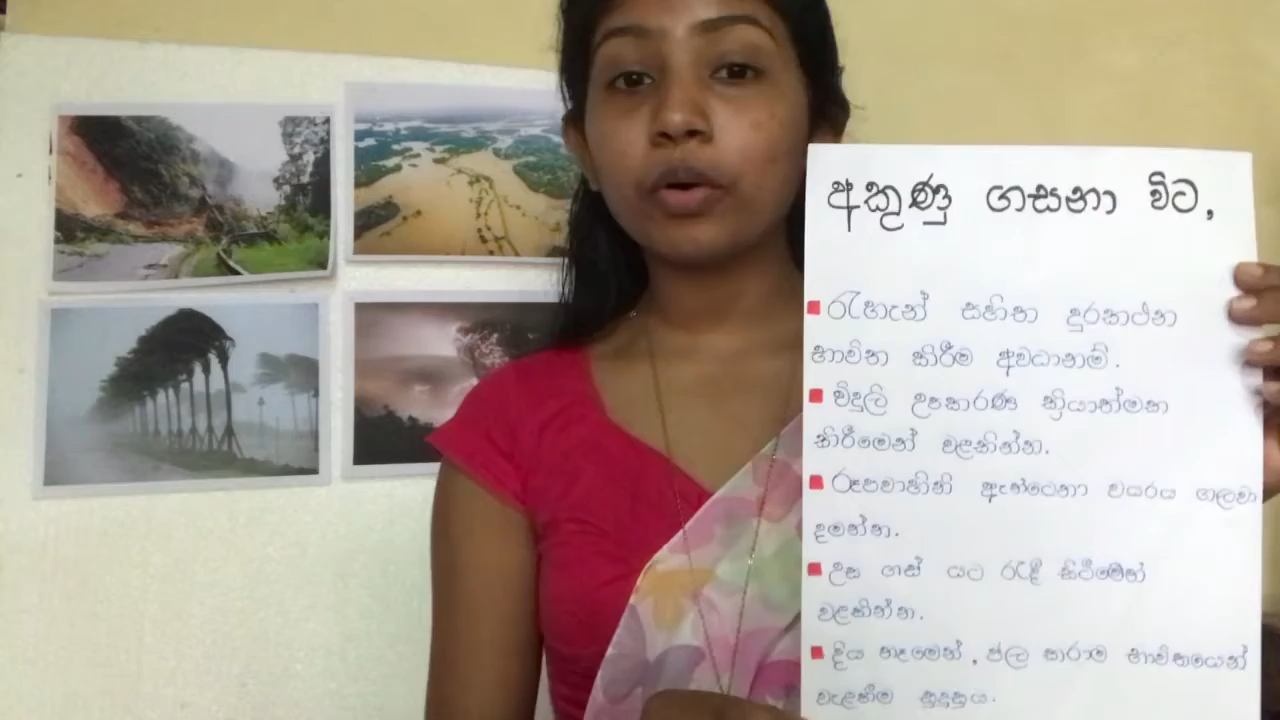 අකුණු ගසනා විට,
රැහැන් සහිත දුරකථන
භාවිත කිරීම අවධානම්.
විදුලි උපකරණ ක්‍රියාත්මක
කිරීමෙන් වළකින්න.
රූපවාහිනි ඇන්ටෙනා වයරය ගලවා
දමන්න.
උස ගස් යට රැදී සිටීමෙන්
වළකින්න.
දිය නෑමෙන්, ජල කරාම භාවිතයෙන්
වැළකීම සුදුසුය.